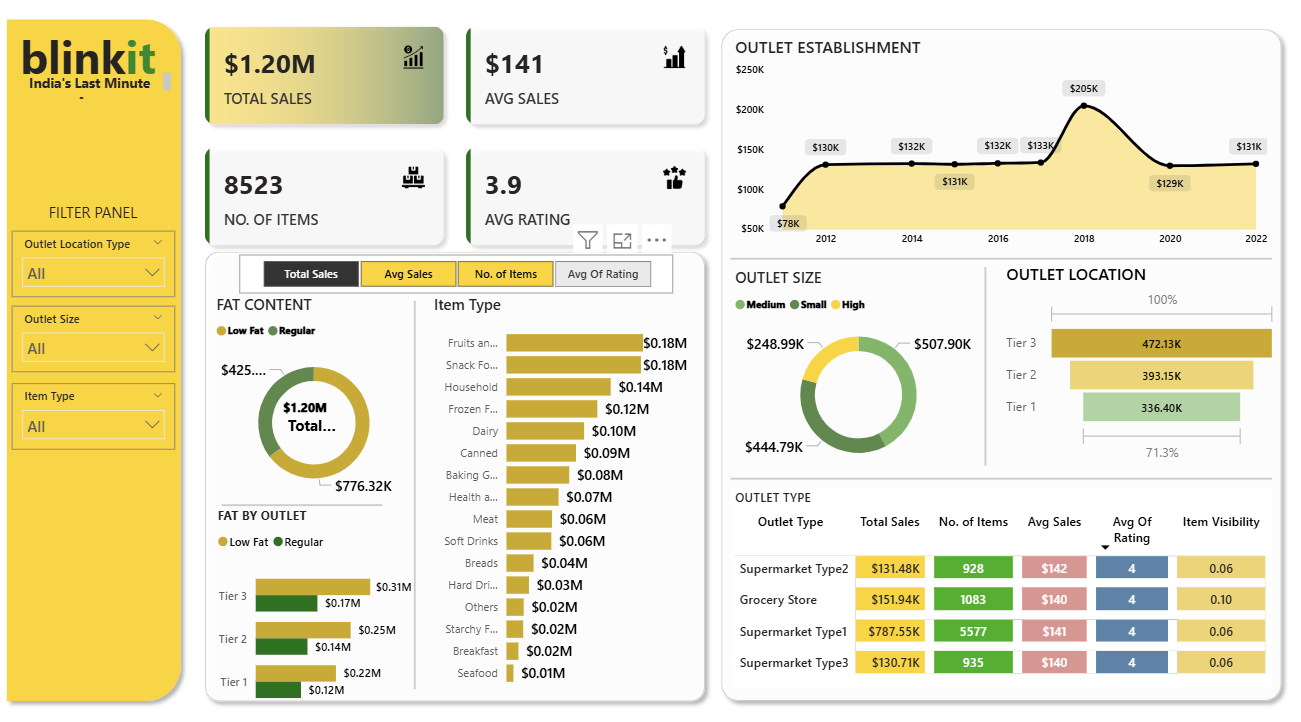 blinkit
India's Last Minute
-
FILTER PANEL
Outlet Location Type
All
Outlet Size
All
Item Type
All
$1.20M
TOTAL SALES
$141
AVG SALES
8523
NO. OF ITEMS
3.9
AVG RATING
Total Sales
Avg Sales
No. of Items
Avg Of Rating
FAT CONTENT
Low Fat Regular
$425....
$1.20M
Total...
$776.32K
FAT BY OUTLET
Low Fat Regular
Tier 3 $0.31M
$0.17M
Tier 2 $0.25M
$0.14M
Tier 1 $0.22M
$0.12M
Item Type
Fruits an... $0.18M
Snack Fo... $0.18M
Household $0.14M
Frozen F... $0.12M
Dairy $0.10M
Canned $0.09M
Baking G... $0.08M
Health a... $0.07M
Meat $0.06M
Soft Drinks $0.06M
Breads $0.04M
Hard Dri... $0.03M
Others $0.02M
Starchy F... $0.02M
Breakfast $0.02M
Seafood $0.01M
OUTLET ESTABLISHMENT
$250K
$200K
$150K
$100K
$50K
$78K
$130K
$132K
$131K
$132K
$133K
$205K
$129K
$131K
2012 2014 2016 2018 2020 2022
OUTLET SIZE
Medium Small High
$248.99K
$507.90K
$444.79K
OUTLET LOCATION
100%
Tier 3 472.13K
Tier 2 393.15K
Tier 1 336.40K
71.3%
OUTLET TYPE
Outlet Type Total Sales No. of Items Avg Sales Avg Of Rating Item Visibility
Supermarket Type2 $131.48K 928 $142 4 0.06
Grocery Store $151.94K 1083 $140 4 0.10
Supermarket Type1 $787.55K 5577 $141 4 0.06
Supermarket Type3 $130.71K 935 $140 4 0.06